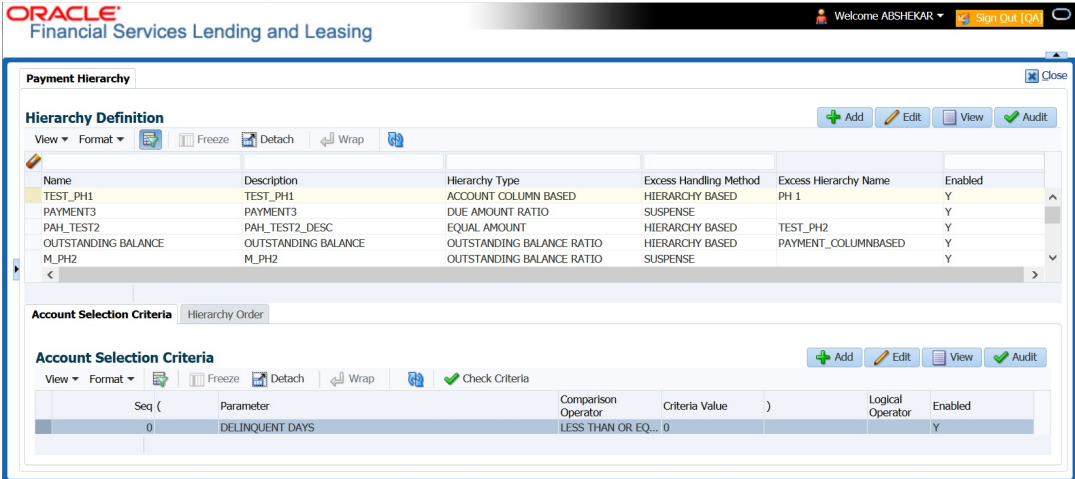 ORACLE®
Financial Services Lending and Leasing
Welcome ABSHEKAR Sign Out [QA]
Payment Hierarchy Close
Hierarchy Definition Add Edit View Audit
View Format Freeze Detach Wrap
Name Description Hierarchy Type Excess Handling Method Excess Hierarchy Name Enabled
TEST_PH1 TEST_PH1 ACCOUNT COLUMN BASED HIERARCHY BASED PH 1 Y
PAYMENT3 PAYMENT3 DUE AMOUNT RATIO SUSPENSE Y
PAH_TEST2 PAH_TEST2_DESC EQUAL AMOUNT HIERARCHY BASED TEST_PH2 Y
OUTSTANDING BALANCE OUTSTANDING BALANCE OUTSTANDING BALANCE RATIO HIERARCHY BASED PAYMENT_COLUMNBASED Y
M_PH2 M_PH2 OUTSTANDING BALANCE RATIO SUSPENSE Y
Account Selection Criteria Hierarchy Order
Account Selection Criteria Add Edit View Audit
View Format Freeze Detach Wrap Check Criteria
Seq ( Parameter Comparison Operator Criteria Value ) Logical Operator Enabled
0 DELINQUENT DAYS LESS THAN OR EQ... 0 Y